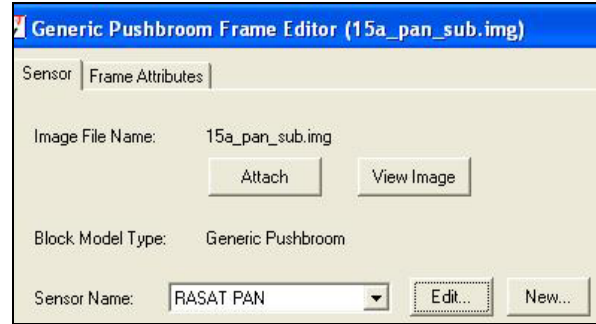 Generic Pushbroom Frame Editor (15a_pan_sub.img)
Sensor Frame Attributes
Image File Name: 15a_pan_sub.img
Attach View Image
Block Model Type: Generic Pushbroom
Sensor Name: RASAT PAN Edit... New...